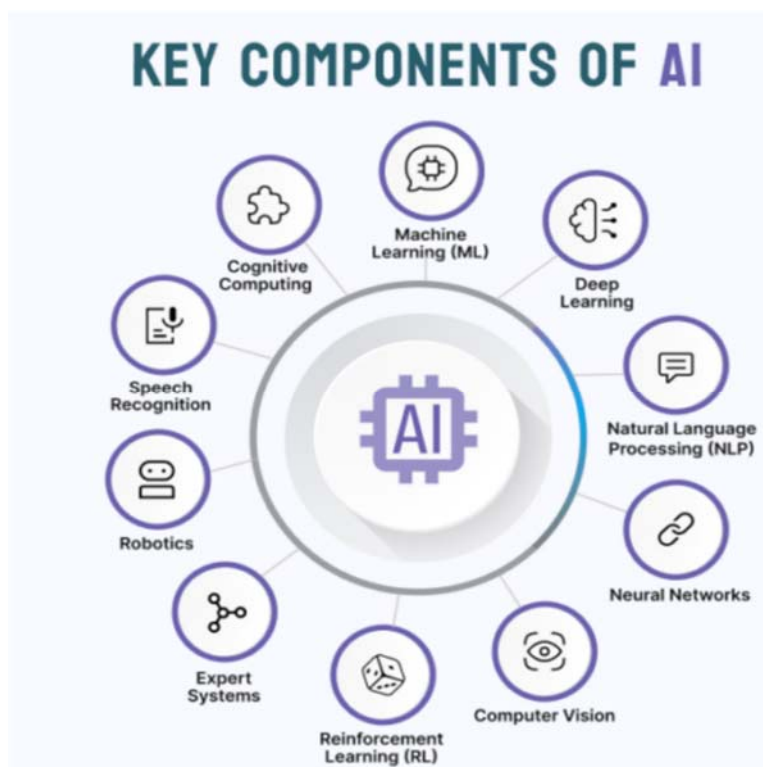 KEY COMPONENTS OF AI
Machine
Learning (ML)
Deep
Learning
Natural Language
Processing (NLP)
Neural Networks
Computer Vision
Reinforcement
Learning (RL)
Expert
Systems
Robotics
Speech
Recognition
Cognitive
Computing
AI